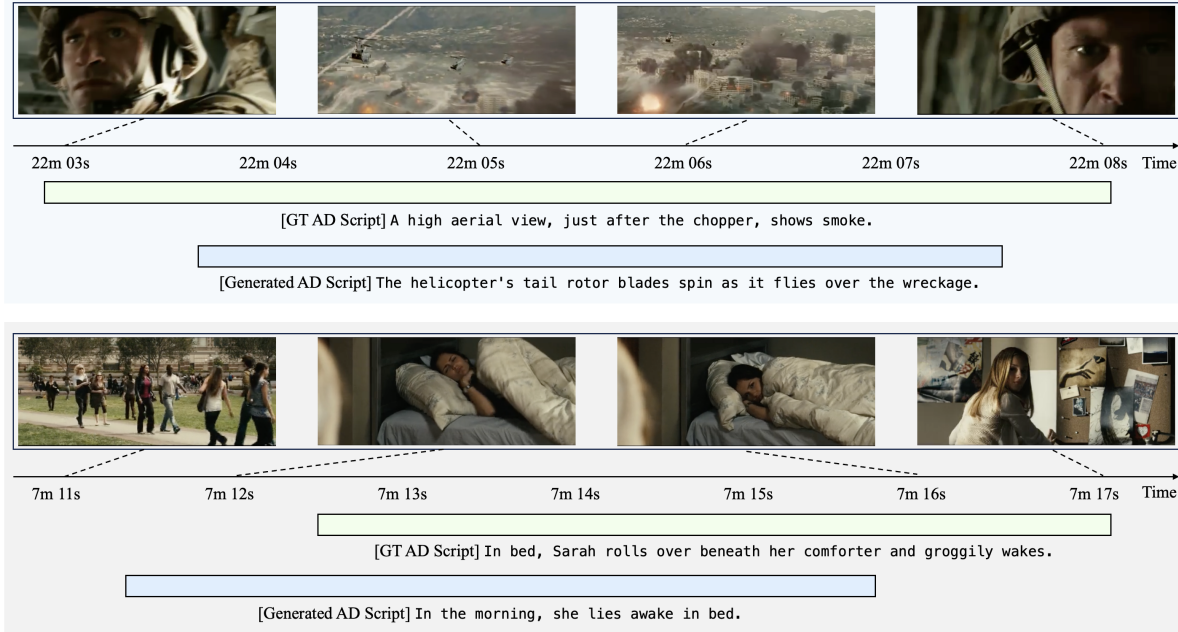 22m 03s 22m 04s 22m 05s 22m 06s 22m 07s 22m 08s Time
[GT AD Script] A high aerial view, just after the chopper, shows smoke.
[Generated AD Script] The helicopter's tail rotor blades spin as it flies over the wreckage.
7m 11s 7m 12s 7m 13s 7m 14s 7m 15s 7m 16s 7m 17s Time
[GT AD Script] In bed, Sarah rolls over beneath her comforter and groggily wakes.
[Generated AD Script] In the morning, she lies awake in bed.